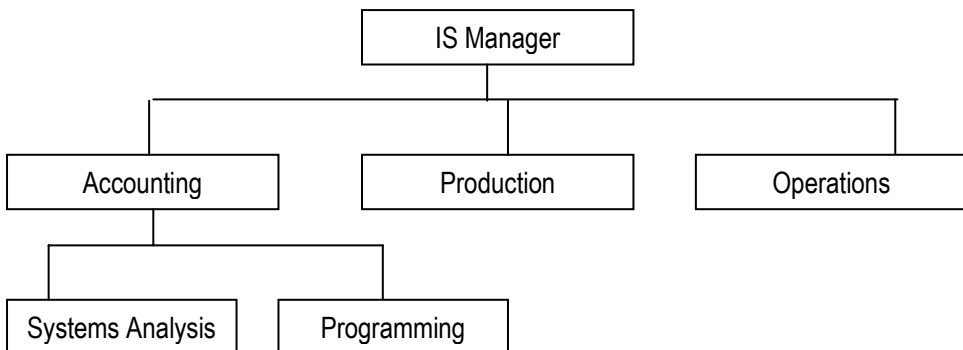 IS Manager
Accounting
Production
Operations
Systems Analysis
Programming